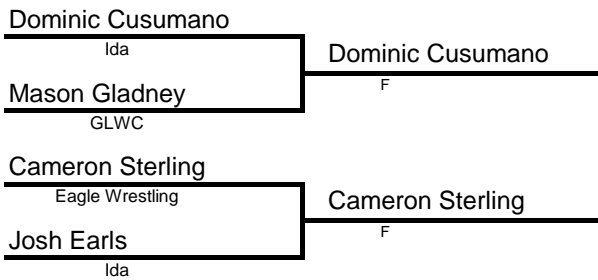 Dominic Cusumano
Ida
Dominic Cusumano
F
Mason Gladney
GLWC
Cameron Sterling
Eagle Wrestling
Cameron Sterling
F
Josh Earls
Ida